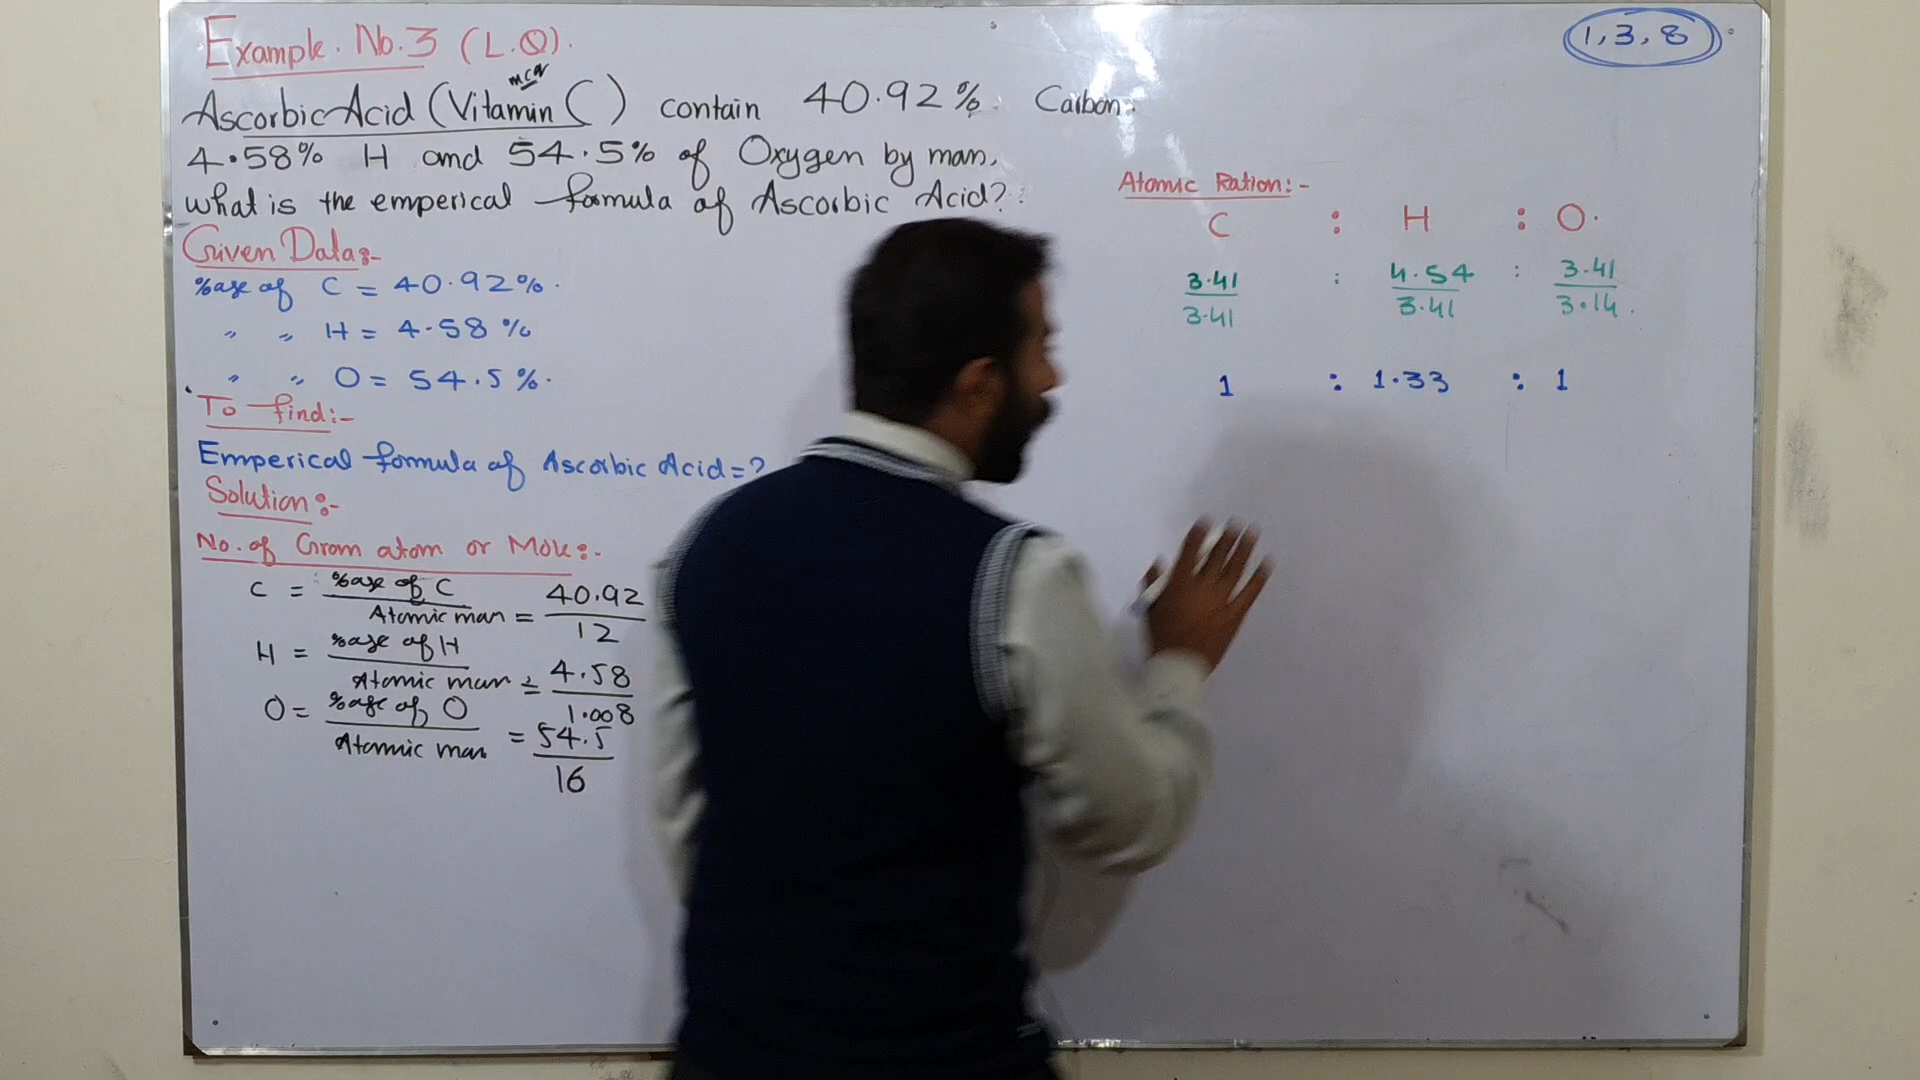 Example. No.3 (L.Q).
1,3,8
mcq
Ascorbic Acid (Vitamin C) contain 40.92% Carbon.
4.58% H and 54.5% of Oxygen by mass.
what is the emperical formula of Ascorbic Acid?
Given Data:-
%age of C = 40.92%.
" " H = 4.58%
" " O = 54.5%.
To find:-
Emperical formula of Ascorbic Acid=?
Solution:-
No. of Gram atom or Mole:-
C = %age of C / Atomic mass = 40.92 / 12
H = %age of H / Atomic mass = 4.58 / 1.008
O = %age of O / Atomic mass = 54.5 / 16
Atomic Ration:-
C : H : O.
3.41 / 3.41 : 4.54 / 3.41 : 3.41 / 3.14.
1 : 1.33 : 1